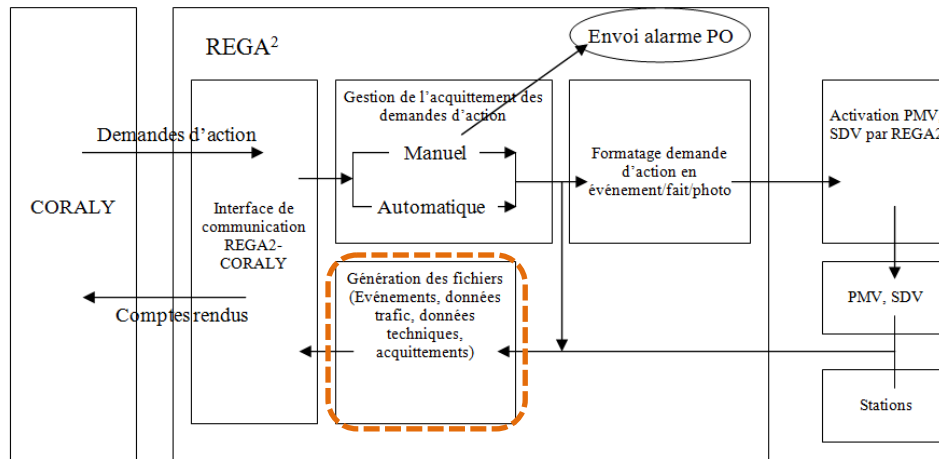 REGA²
Envoi alarme PO
Gestion de l'acquittement des
demandes d'action
Manuel
Automatique
Formatage demande
d'action en
événement/fait/photo
Activation PMV,
SDV par REGA2
Demandes d'action
CORALY
Interface de
communication
REGA2-
CORALY
Comptes rendus
Génération des fichiers
(Evénements, données
trafic, données
techniques,
acquittements)
PMV, SDV
Stations